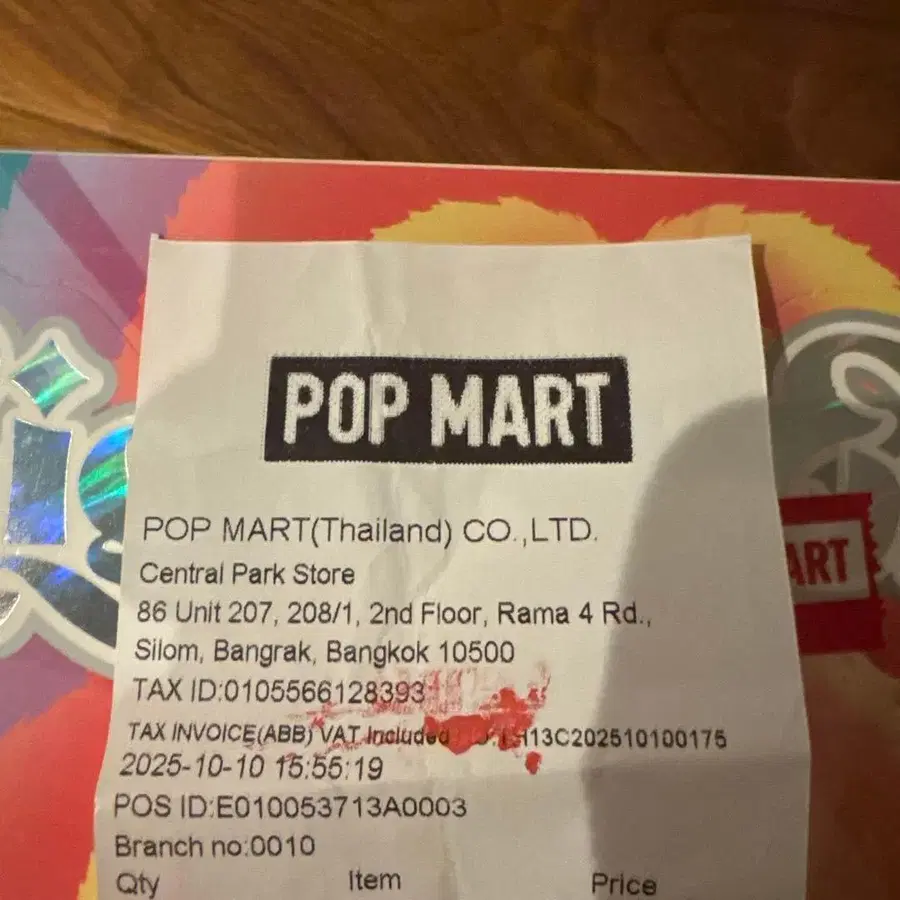 POP MART
POP MART(Thailand) CO.,LTD.
Central Park Store
86 Unit 207, 208/1, 2nd Floor, Rama 4 Rd.,
Silom, Bangrak, Bangkok 10500
TAX ID:0105566128393
TAX INVOICE(ABB) VAT Included
2025-10-10 15:55:19
POS ID:E010053713A0003
Branch no:0010
Qty Item Price
ART